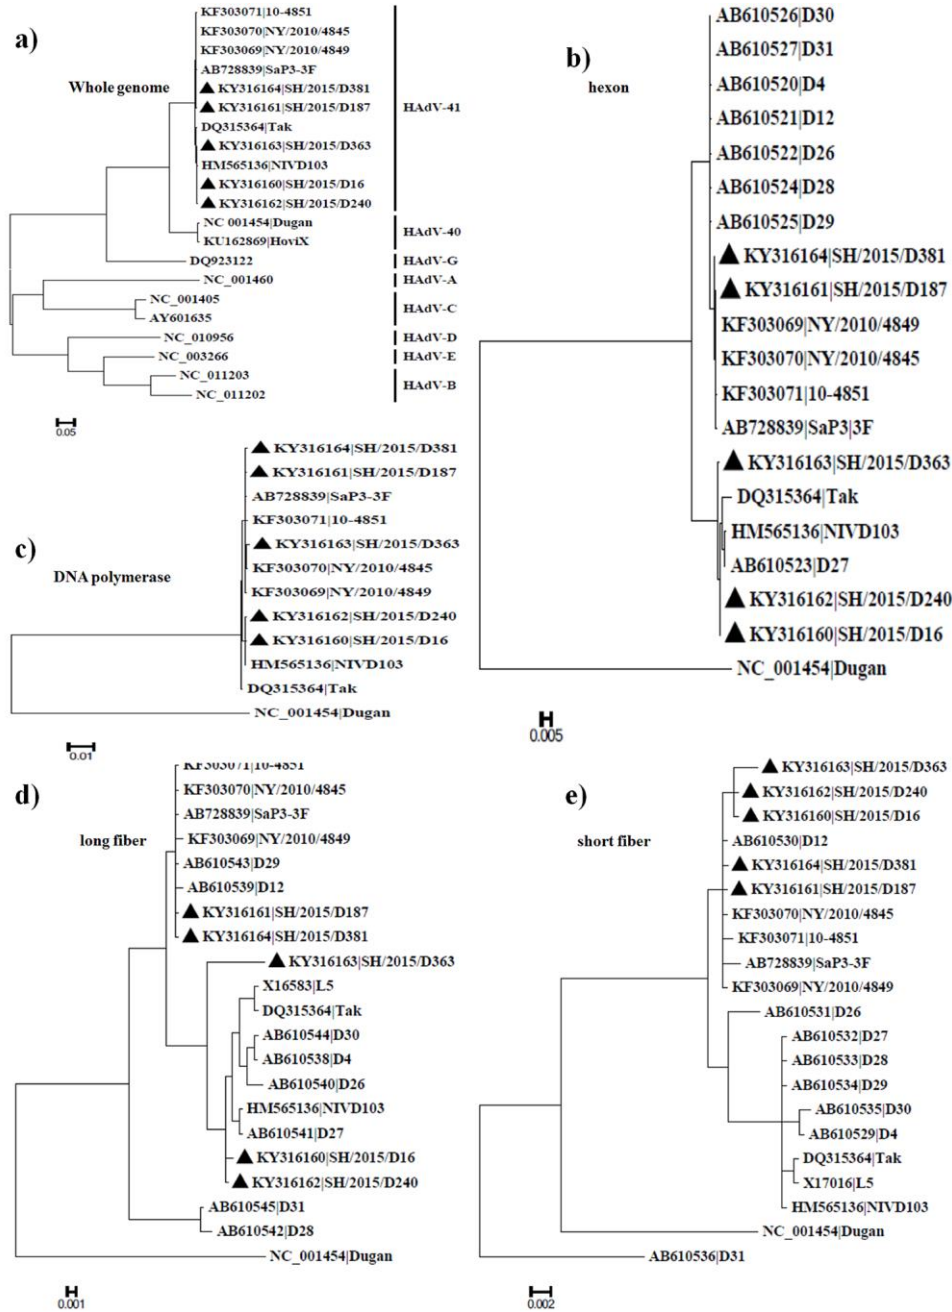 a)
Whole genome
KF303071|10-4851
KF303070|NY/2010/4845
KF303069|NY/2010/4849
AB728839|SaP3-3F
KY316164|SH/2015/D381
KY316161|SH/2015/D187
DQ315364|Tak
KY316163|SH/2015/D363
HM565136|NIVD103
KY316160|SH/2015/D16
KY316162|SH/2015/D240
NC 001454|Dugan
KU162869|HoviX
DQ923122
NC_001460
NC_001405
AY601635
NC_010956
NC_003266
NC_011203
NC_011202
HAdV-41
HAdV-40
HAdV-G
HAdV-A
HAdV-C
HAdV-D
HAdV-E
HAdV-B
0.05
b)
hexon
AB610526|D30
AB610527|D31
AB610520|D4
AB610521|D12
AB610522|D26
AB610524|D28
AB610525|D29
KY316164|SH/2015/D381
KY316161|SH/2015/D187
KF303069|NY/2010/4849
KF303070|NY/2010/4845
KF303071|10-4851
AB728839|SaP3|3F
KY316163|SH/2015/D363
DQ315364|Tak
HM565136|NIVD103
AB610523|D27
KY316162|SH/2015/D240
KY316160|SH/2015/D16
NC_001454|Dugan
0.005
c)
DNA polymerase
KY316164|SH/2015/D381
KY316161|SH/2015/D187
AB728839|SaP3-3F
KF303071|10-4851
KY316163|SH/2015/D363
KF303070|NY/2010/4845
KF303069|NY/2010/4849
KY316162|SH/2015/D240
KY316160|SH/2015/D16
HM565136|NIVD103
DQ315364|Tak
NC_001454|Dugan
0.01
d)
long fiber
KF303071|10-4851
KF303070|NY/2010/4845
AB728839|SaP3-3F
KF303069|NY/2010/4849
AB610543|D29
AB610539|D12
KY316161|SH/2015/D187
KY316164|SH/2015/D381
KY316163|SH/2015/D363
X16583|L5
DQ315364|Tak
AB610544|D30
AB610538|D4
AB610540|D26
HM565136|NIVD103
AB610541|D27
KY316160|SH/2015/D16
KY316162|SH/2015/D240
AB610545|D31
AB610542|D28
NC_001454|Dugan
0.001
e)
short fiber
KY316163|SH/2015/D363
KY316162|SH/2015/D240
KY316160|SH/2015/D16
AB610530|D12
KY316164|SH/2015/D381
KY316161|SH/2015/D187
KF303070|NY/2010/4845
KF303071|10-4851
AB728839|SaP3-3F
KF303069|NY/2010/4849
AB610531|D26
AB610532|D27
AB610533|D28
AB610534|D29
AB610535|D30
AB610529|D4
DQ315364|Tak
X17016|L5
HM565136|NIVD103
NC_001454|Dugan
AB610536|D31
0.002